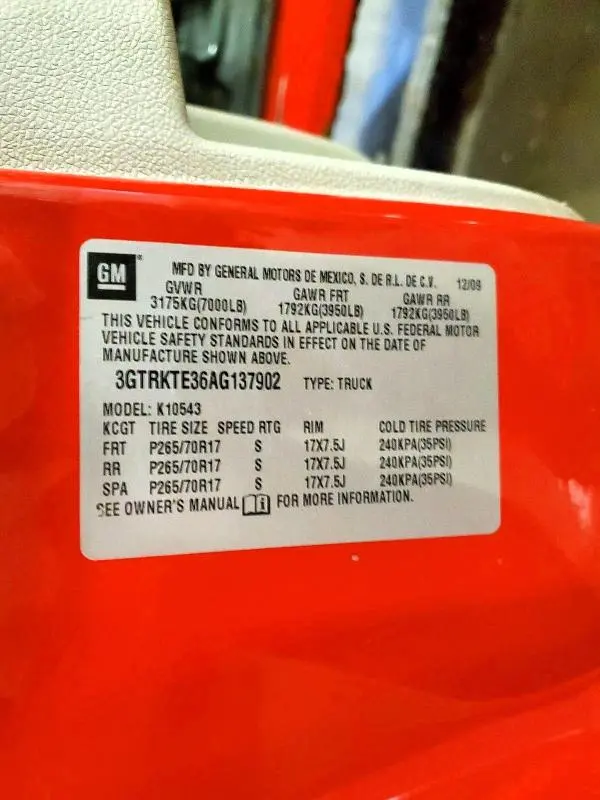 GM
MFD BY GENERAL MOTORS DE MEXICO, S. DE R.L. DE C.V. 12/09
GVWR GAWR FRT GAWR RR
3175KG(7000LB) 1792KG(3950LB) 1792KG(3950LB)
THIS VEHICLE CONFORMS TO ALL APPLICABLE U.S. FEDERAL MOTOR
VEHICLE SAFETY STANDARDS IN EFFECT ON THE DATE OF
MANUFACTURE SHOWN ABOVE.
3GTRKTE36AG137902 TYPE: TRUCK
MODEL: K10543
KCGT TIRE SIZE SPEED RTG RIM COLD TIRE PRESSURE
FRT P265/70R17 S 17X7.5J 240KPA(35PSI)
RR P265/70R17 S 17X7.5J 240KPA(35PSI)
SPA P265/70R17 S 17X7.5J 240KPA(35PSI)
SEE OWNER'S MANUAL i FOR MORE INFORMATION.